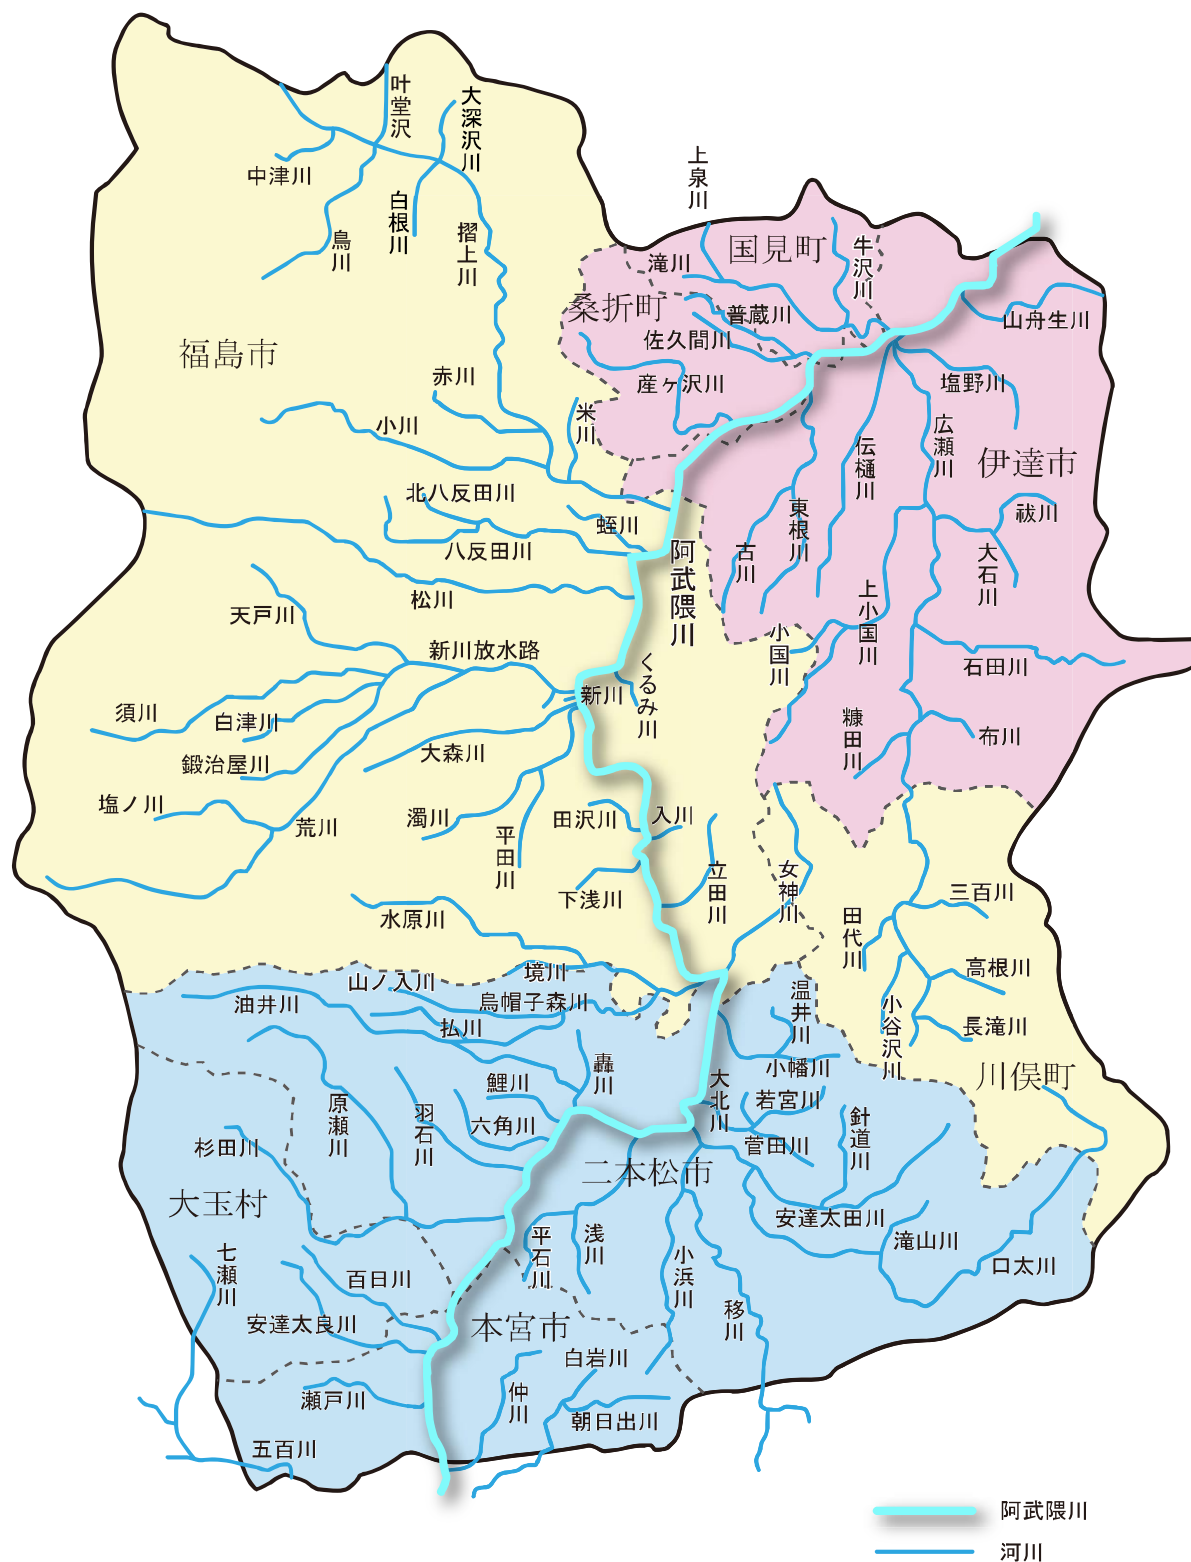 叶堂沢
大深沢川
中津川
白根川
烏川
摺上川
上泉川
国見町
牛沢川
滝川
桑折町
普蔵川
佐久間川
山舟生川
福島市
産ヶ沢川
塩野川
赤川
米川
小川
広瀬川
伝樋川
伊達市
北八反田川
蛭川
東根川
祓川
八反田川
阿武隈川
古川
大石川
松川
上小国川
天戸川
小国川
新川放水路
くるみ川
石田川
新川
須川
白津川
糠田川
布川
大森川
鍛治屋川
塩ノ川
荒川
濁川
平田川
田沢川
入川
立田川
女神川
下浅川
三百川
水原川
田代川
境川
高根川
山ノ入川
油井川
烏帽子森川
温井川
小谷沢川
長滝川
払川
轟川
小幡川
川俣町
鯉川
大北川
若宮川
原瀬川
羽石川
六角川
針道川
杉田川
菅田川
二本松市
大玉村
安達太田川
平石川
浅川
滝山川
七瀬川
小浜川
口太川
百日川
移川
安達太良川
本宮市
白岩川
瀬戸川
仲川
朝日出川
五百川
阿武隈川
河川